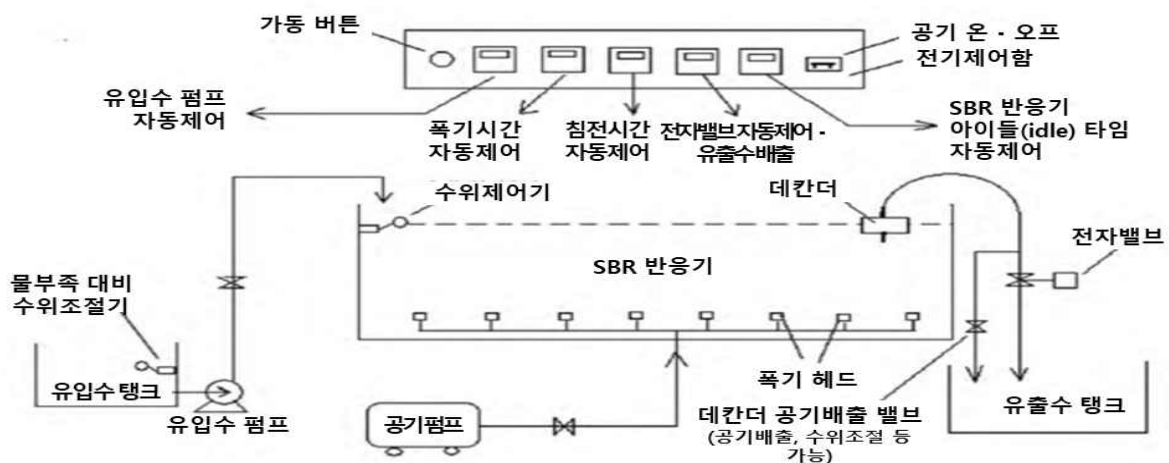 가동 버튼
공기 온 - 오프
전기제어함
유입수 펌프
자동제어
폭기시간
자동제어
침전시간
자동제어
전자밸브자동제어 -
유출수배출
SBR 반응기
아이들(idle) 타임
자동제어
수위제어기
데칸더
전자밸브
SBR 반응기
물부족 대비
수위조절기
유입수탱크
유입수 펌프
공기펌프
폭기 헤드
데칸더 공기배출 밸브
(공기배출, 수위조절 등
가능)
유출수 탱크